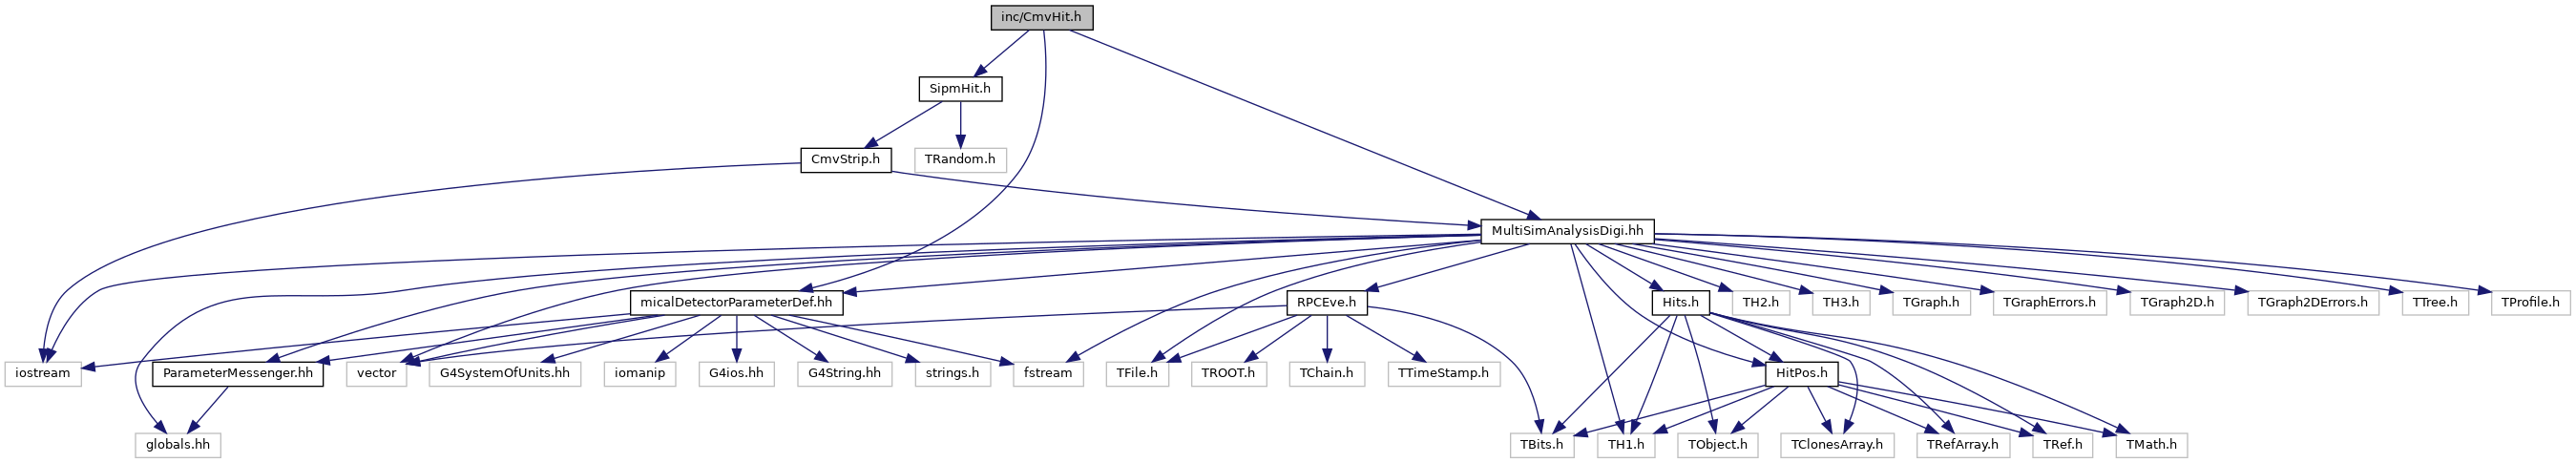 inc/CmvHit.h
SipmHit.h
CmvStrip.h
TRandom.h
MultiSimAnalysisDigi.hh
micalDetectorParameterDef.hh
RPCEve.h
Hits.h
TH2.h
TH3.h
TGraph.h
TGraphErrors.h
TGraph2D.h
TGraph2DErrors.h
TTree.h
TProfile.h
iostream
ParameterMessenger.hh
vector
G4SystemOfUnits.hh
iomanip
G4ios.hh
G4String.hh
strings.h
fstream
TFile.h
TROOT.h
TChain.h
TTimeStamp.h
HitPos.h
globals.hh
TBits.h
TH1.h
TObject.h
TClonesArray.h
TRefArray.h
TRef.h
TMath.h